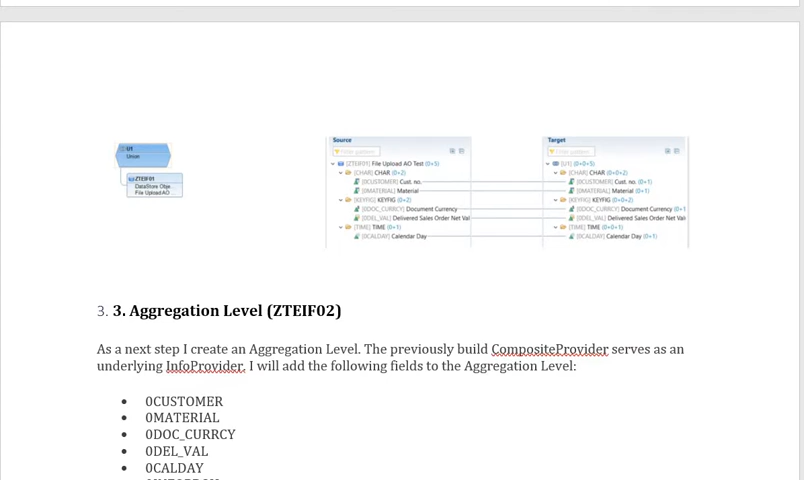 U1
Union
ZTEIF01
DataStore Obje.
File Upload AO ...
Source
[ZTEIF01] File Upload AO Test (0+5)
[CHAR] CHAR (0+2)
[0CUSTOMER] Cust. no.
[0MATERIAL] Material
[KEYFIG] KEYFIG (0+2)
[0DOC_CURRCY] Document Currency
[0DEL_VAL] Delivered Sales Order Net Val
[TIME] TIME (0+1)
[0CALDAY] Calendar Day
Target
[U1] (0+0+5)
[CHAR] CHAR (0+0+2)
[0CUSTOMER] Cust. no. (0+1)
[0MATERIAL] Material (0+1)
[KEYFIG] KEYFIG (0+0+2)
[0DOC_CURRCY] Document Currency (0+1
[0DEL_VAL] Delivered Sales Order Net Val
[TIME] TIME (0+0+1)
[0CALDAY] Calendar Day (0+1)
3. 3. Aggregation Level (ZTEIF02)
As a next step I create an Aggregation Level. The previously build CompositeProvider serves as an
underlying InfoProvider. I will add the following fields to the Aggregation Level:
• 0CUSTOMER
• 0MATERIAL
• 0DOC_CURRCY
• 0DEL_VAL
• 0CALDAY